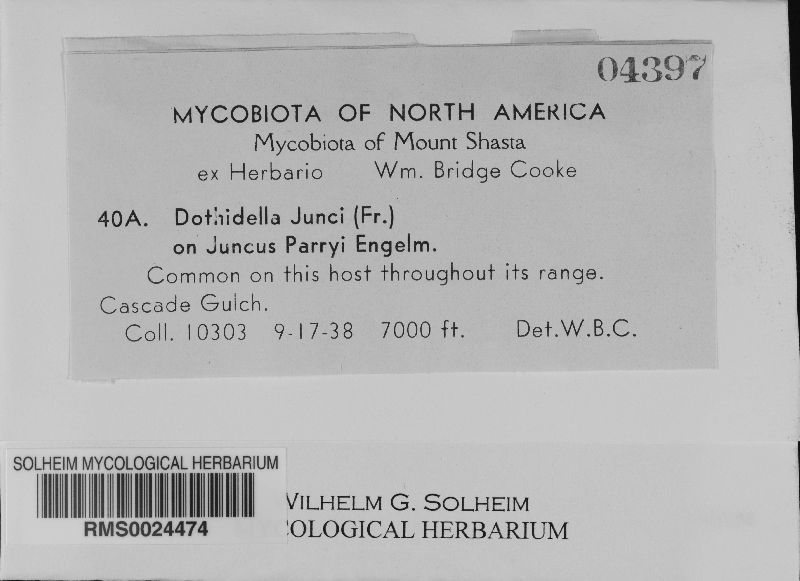 04397
MYCOBIOTA OF NORTH AMERICA
Mycobiota of Mount Shasta
ex Herbario Wm. Bridge Cooke
40A. Dothidella Junci (Fr.)
on Juncus Parryi Engelm.
Common on this host throughout its range.
Cascade Gulch.
Coll. 10303 9-17-38 7000 ft. Det.W.B.C.
SOLHEIM MYCOLOGICAL HERBARIUM
RMS0024474
VILHELM G. SOLHEIM
COLOGICAL HERBARIUM